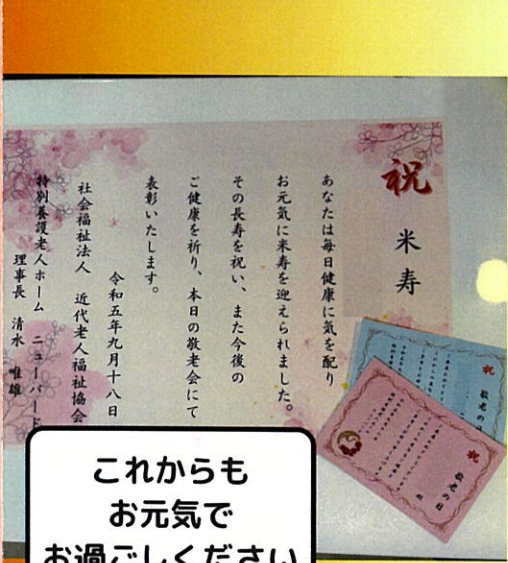 祝
米寿
あなたは毎日健康に気を配り
お元気に米寿を迎えられました。
その長寿を祝い、また今後の
ご健康を祈り、本日の敬老会にて
表彰いたします。
令和五年九月十八日
社会福祉法人 近代老人福祉協会
特別養護老人ホーム ニューバード
理事長 清水 唯雄
祝 敬老の
祝 敬老の日
これからも
お元気で
お過ごしください